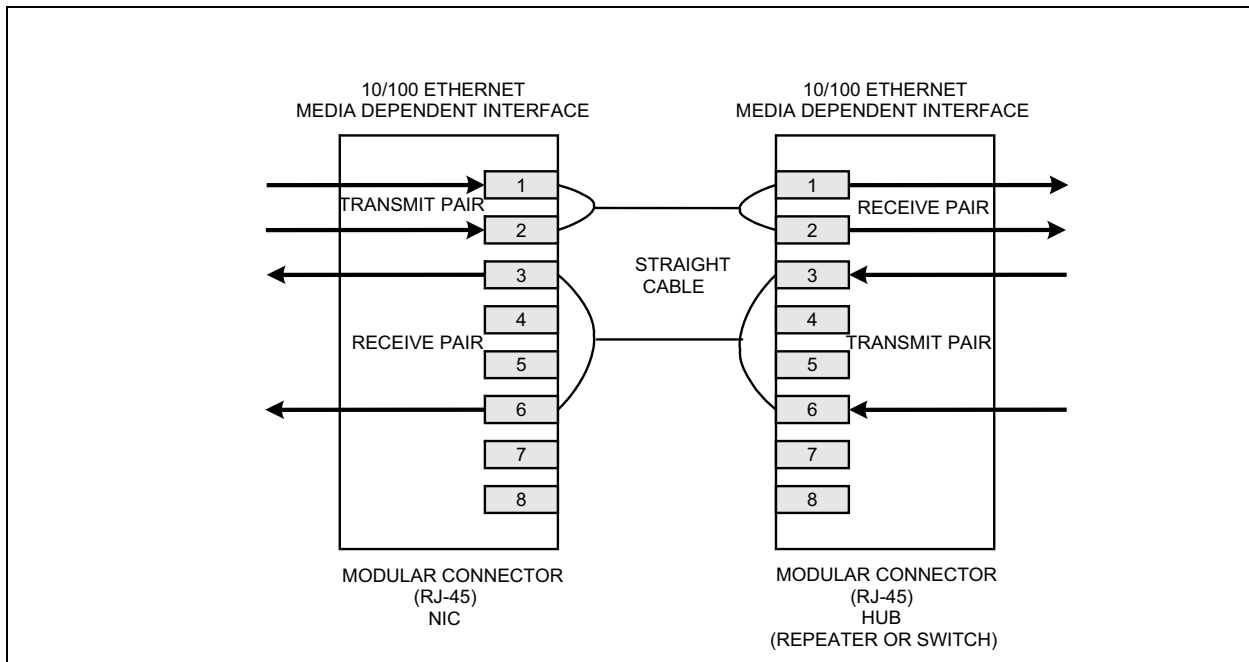 10/100 ETHERNET
MEDIA DEPENDENT INTERFACE
10/100 ETHERNET
MEDIA DEPENDENT INTERFACE
1
TRANSMIT PAIR
2
3
4
RECEIVE PAIR
5
6
7
8
STRAIGHT
CABLE
1
RECEIVE PAIR
2
3
4
TRANSMIT PAIR
5
6
7
8
MODULAR CONNECTOR
(RJ-45)
NIC
MODULAR CONNECTOR
(RJ-45)
HUB
(REPEATER OR SWITCH)